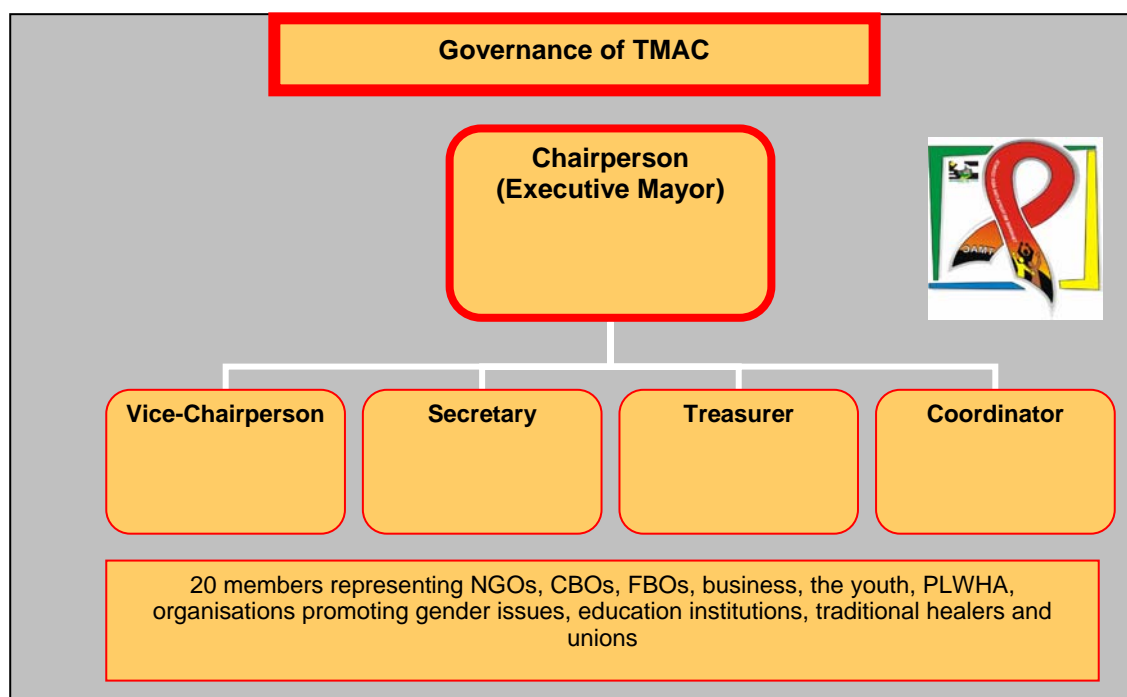 Governance of TMAC
Chairperson
(Executive Mayor)
Vice-Chairperson
Secretary
Treasurer
Coordinator
20 members representing NGOs, CBOs, FBOs, business, the youth, PLWHA,
organisations promoting gender issues, education institutions, traditional healers and
unions